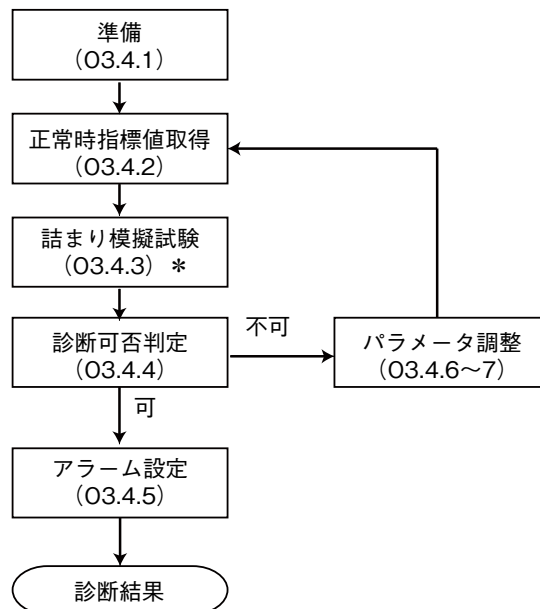 準備
(O3.4.1)
正常時指標値取得
(O3.4.2)
詰まり模擬試験
(O3.4.3) *
診断可否判定
(O3.4.4)
不可
パラメータ調整
(O3.4.6~7)
可
アラーム設定
(O3.4.5)
診断結果